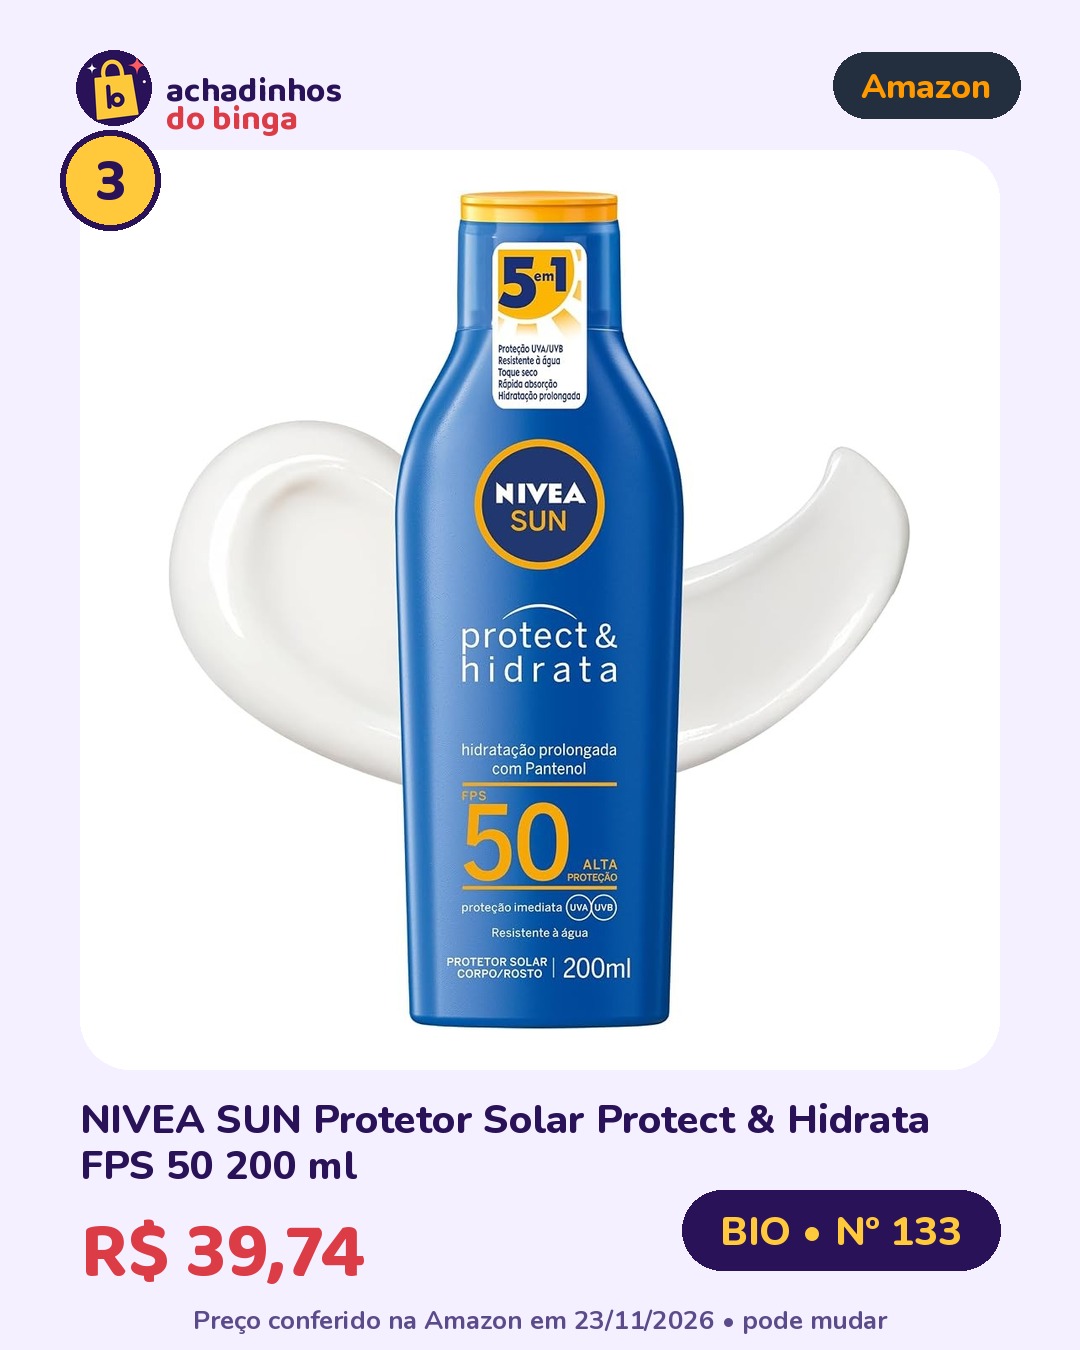 achadinhos
do binga
Amazon
3
5 em 1
Proteção UVA/UVB
Resistente à água
Toque seco
Rápida absorção
Hidratação prolongada
NIVEA
SUN
protect &
hidrata
hidratação prolongada
com Pantenol
FPS
50
ALTA
PROTEÇÃO
proteção imediata UVA UVB
Resistente à água
PROTETOR SOLAR
CORPO/ROSTO
200ml
NIVEA SUN Protetor Solar Protect & Hidrata
FPS 50 200 ml
R$ 39,74
BIO • Nº 133
Preço conferido na Amazon em 23/11/2026 • pode mudar